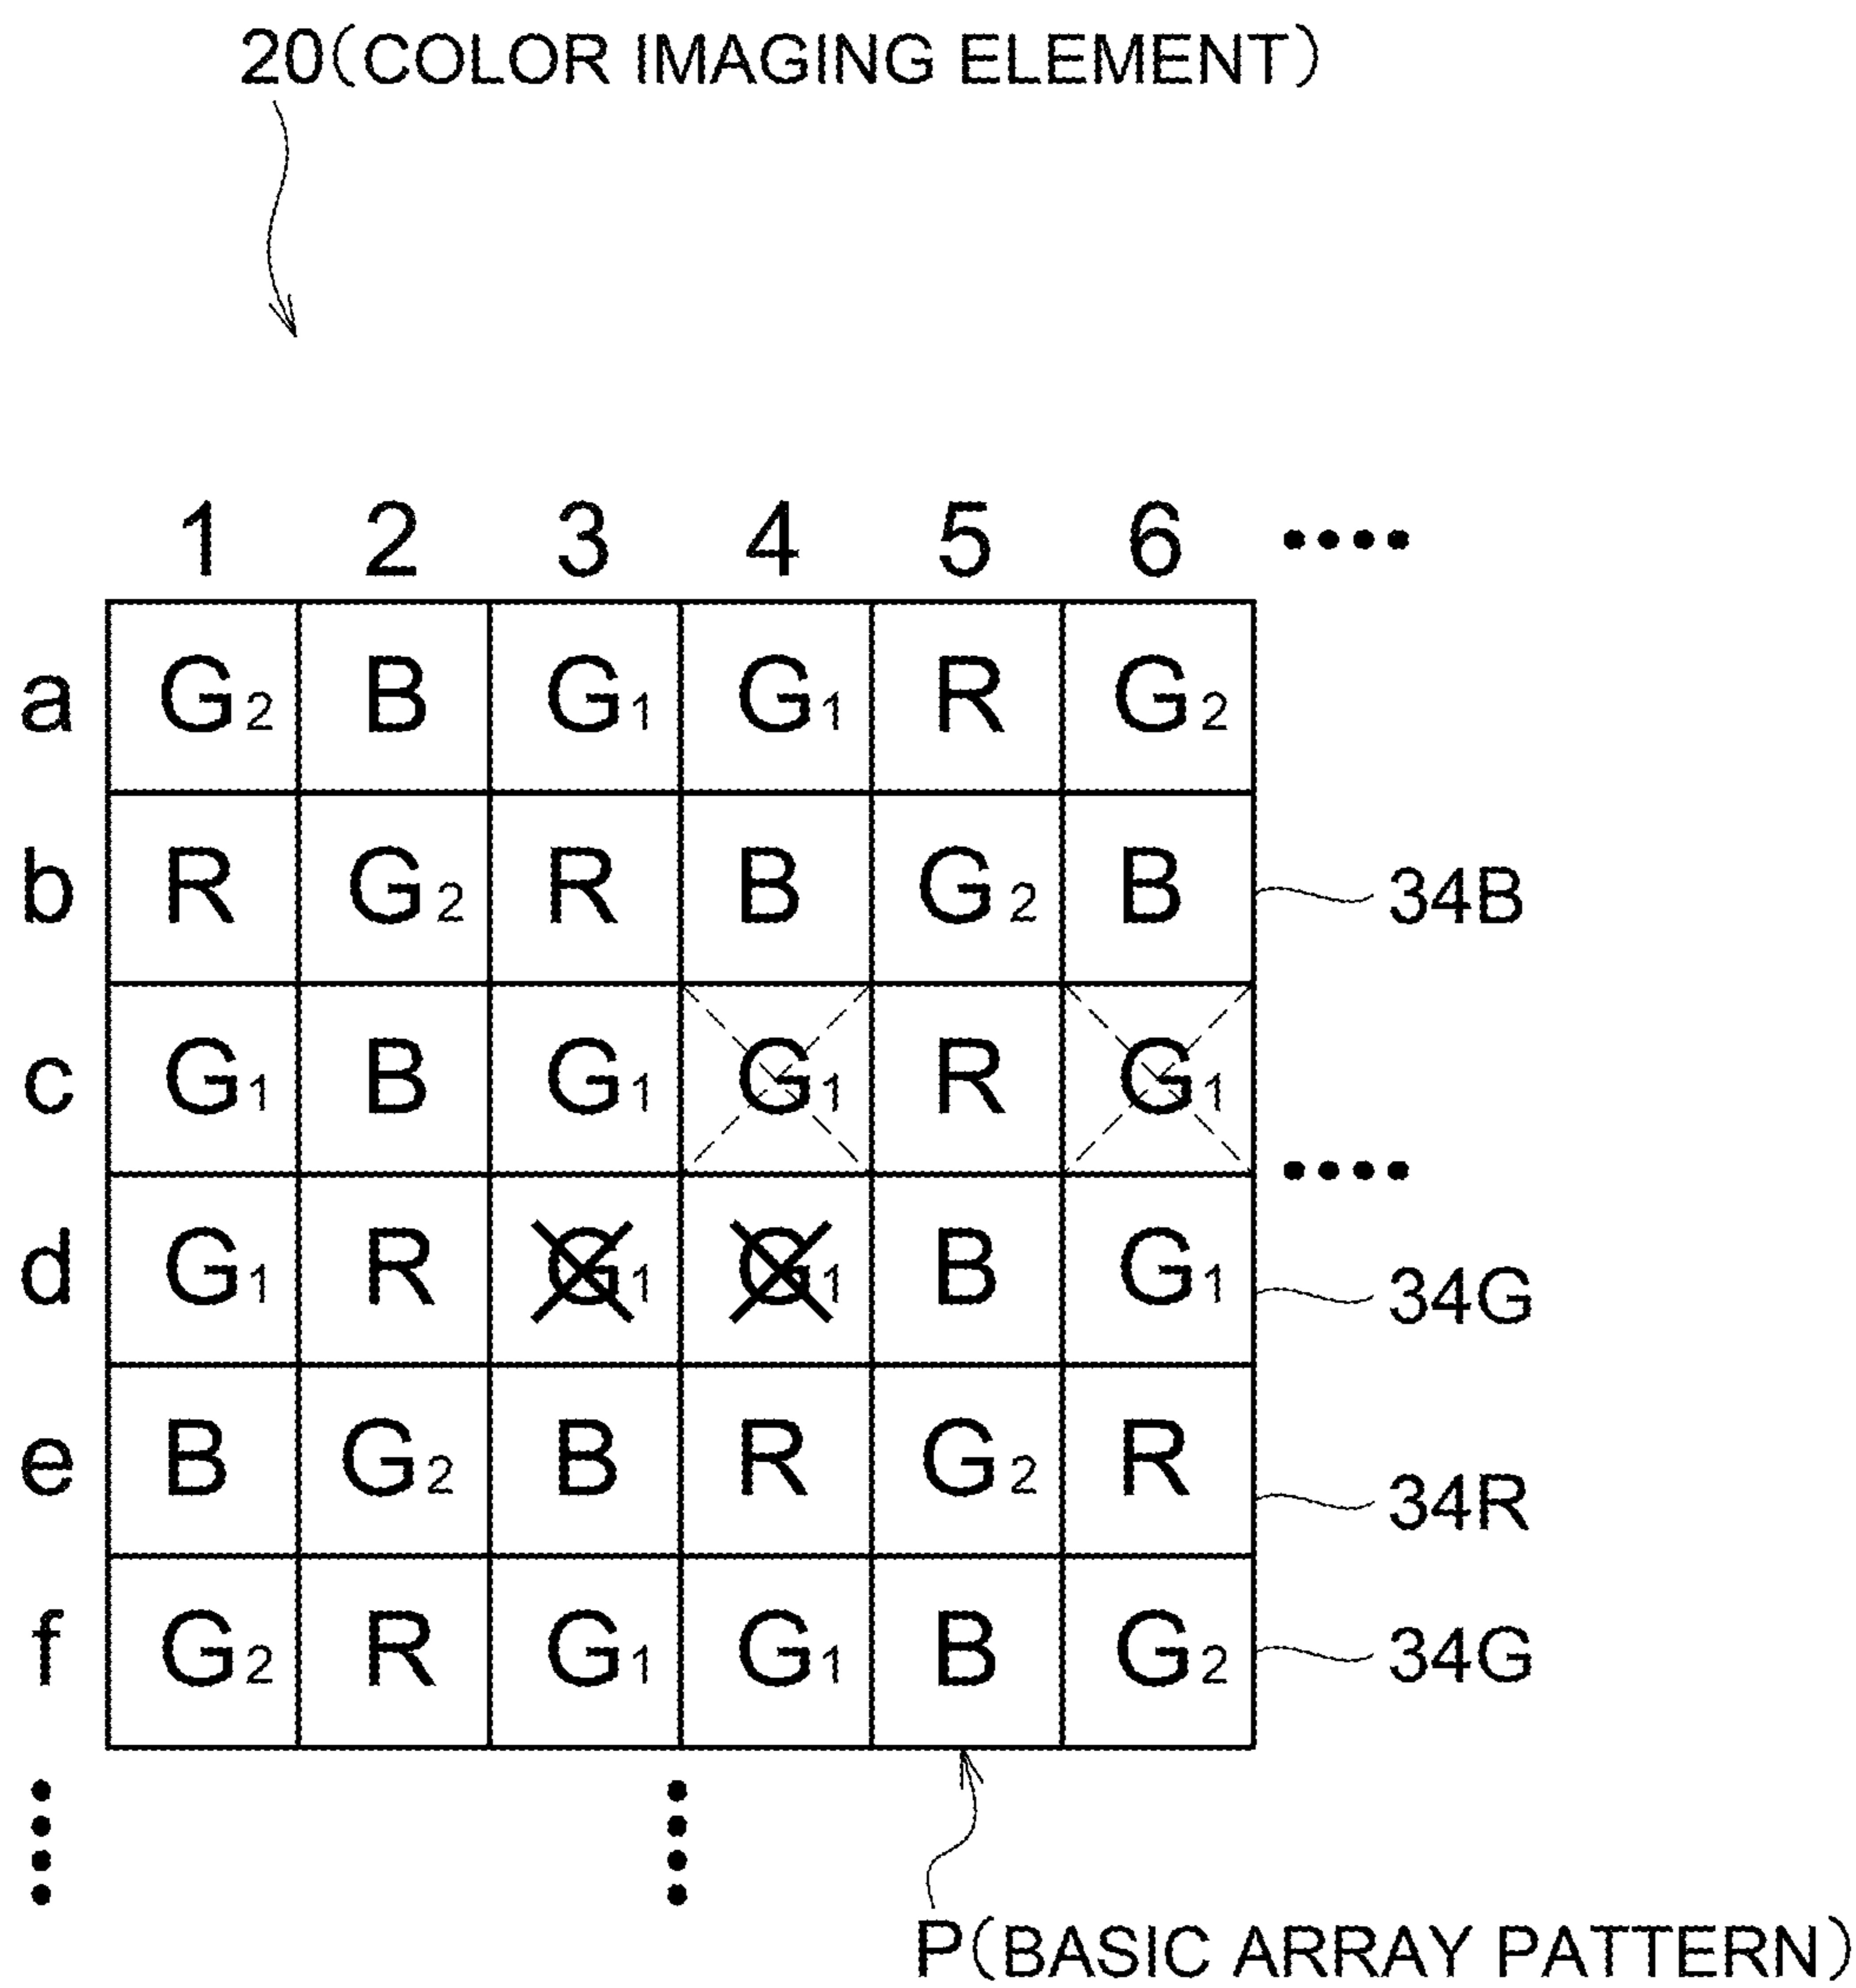 20(COLOR IMAGING ELEMENT)
1 2 3 4 5 6 ••••
a G2 B G1 G1 R G2
b R G2 R B G2 B 34B
c G1 B G1 G1 R G1
••••
d G1 R G1 G1 B G1 34G
e B G2 B R G2 R 34R
f G2 R G1 G1 B G2 34G
P(BASIC ARRAY PATTERN)